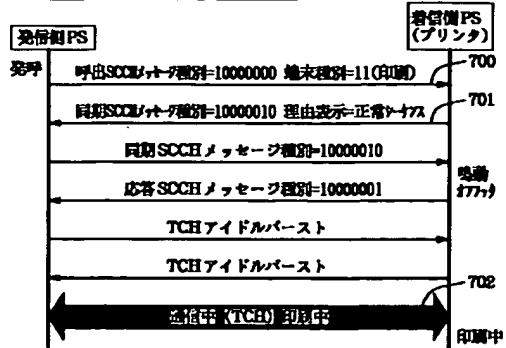 発信側PS
着信側PS
(プリンタ)
発呼
呼出SCCHメッセージ種別=10000000 端末種別=11(印刷)
700
同期SCCHメッセージ種別=10000010 理由表示=正常シーケンス
701
同期SCCHメッセージ種別=10000010
鳴動
オフフック
応答SCCHメッセージ種別=10000001
TCHアイドルバースト
TCHアイドルバースト
702
通信中(TCH)印刷中
印刷中